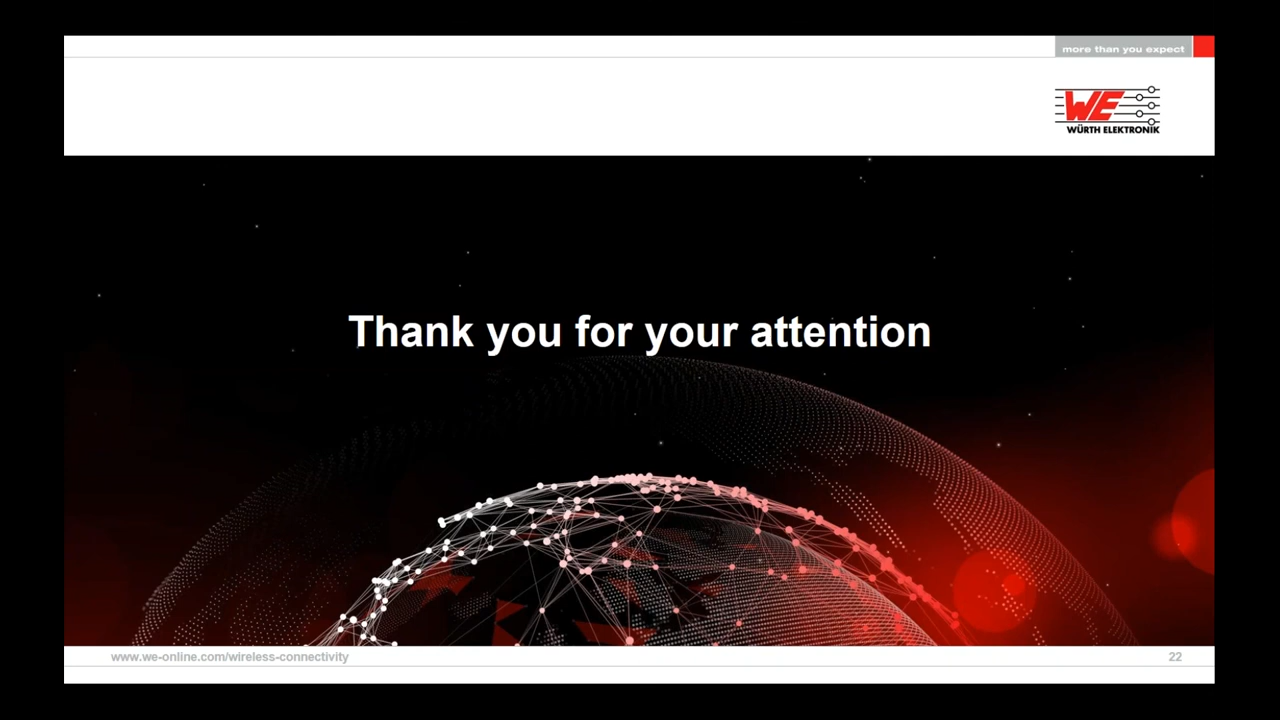 more than you expect
WE
WÜRTH ELEKTRONIK
Thank you for your attention
www.we-online.com/wireless-connectivity
22